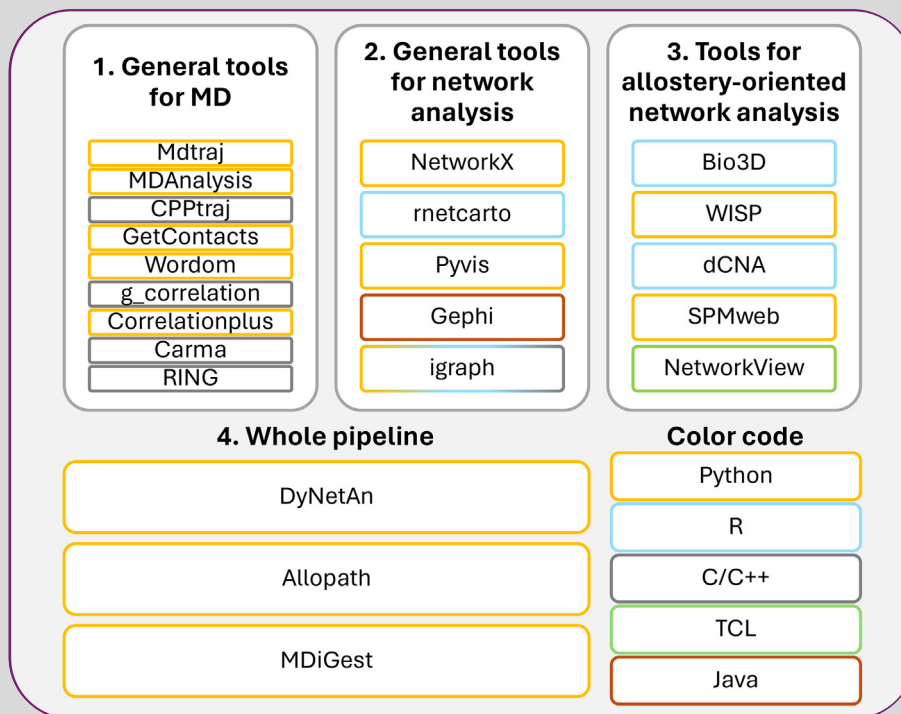 1. General tools
for MD
Mdtraj
MDAnalysis
CPPtraj
GetContacts
Wordom
g_correlation
Correlationplus
Carma
RING
2. General tools
for network
analysis
NetworkX
rnetcarto
Pyvis
Gephi
igraph
3. Tools for
allostery-oriented
network analysis
Bio3D
WISP
dCNA
SPMweb
NetworkView
4. Whole pipeline
DyNetAn
Allopath
MDiGest
Color code
Python
R
C/C++
TCL
Java